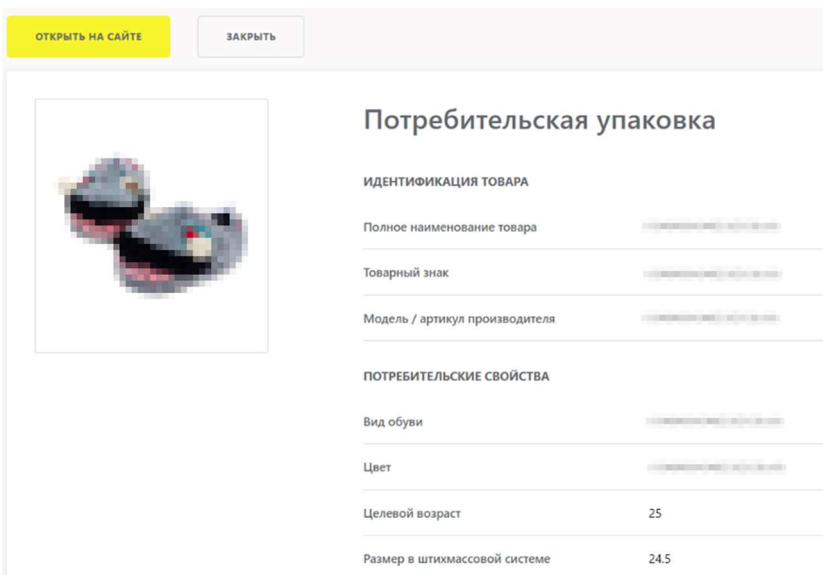 ОТКРЫТЬ НА САЙТЕ
ЗАКРЫТЬ
Потребительская упаковка
ИДЕНТИФИКАЦИЯ ТОВАРА
Полное наименование товара
Товарный знак
Модель / артикул производителя
ПОТРЕБИТЕЛЬСКИЕ СВОЙСТВА
Вид обуви
Цвет
Целевой возраст 25
Размер в штихмассовой системе 24.5